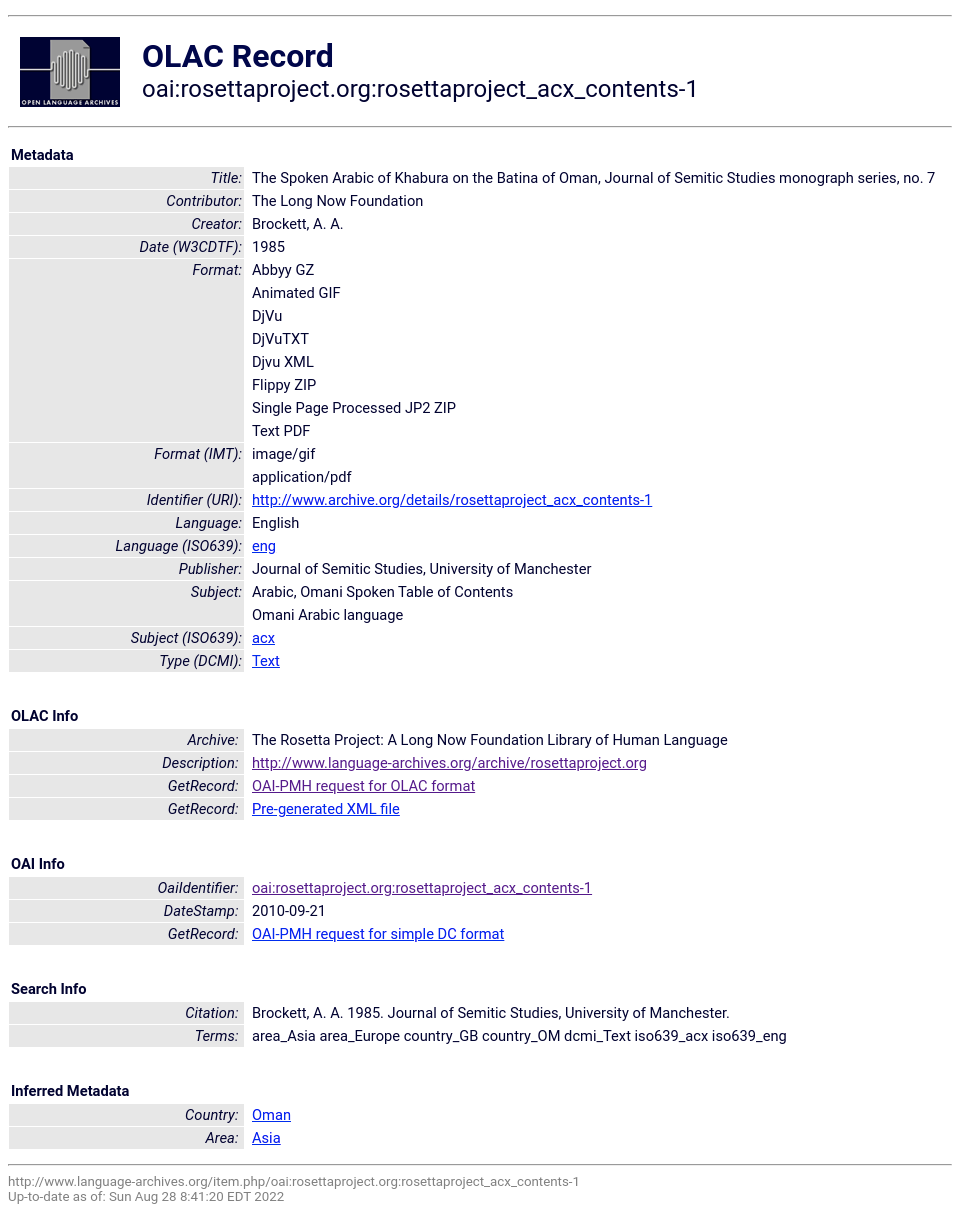 OPEN LANGUAGE ARCHIVES
OLAC Record
oai:rosettaproject.org:rosettaproject_acx_contents-1
Metadata
Title: The Spoken Arabic of Khabura on the Batina of Oman, Journal of Semitic Studies monograph series, no. 7
Contributor: The Long Now Foundation
Creator: Brockett, A. A.
Date (W3CDTF): 1985
Format: Abbyy GZ
Animated GIF
DjVu
DjVuTXT
Djvu XML
Flippy ZIP
Single Page Processed JP2 ZIP
Text PDF
Format (IMT): image/gif
application/pdf
Identifier (URI): http://www.archive.org/details/rosettaproject_acx_contents-1
Language: English
Language (ISO639): eng
Publisher: Journal of Semitic Studies, University of Manchester
Subject: Arabic, Omani Spoken Table of Contents
Omani Arabic language
Subject (ISO639): acx
Type (DCMI): Text
OLAC Info
Archive: The Rosetta Project: A Long Now Foundation Library of Human Language
Description: http://www.language-archives.org/archive/rosettaproject.org
GetRecord: OAI-PMH request for OLAC format
GetRecord: Pre-generated XML file
OAI Info
OaiIdentifier: oai:rosettaproject.org:rosettaproject_acx_contents-1
DateStamp: 2010-09-21
GetRecord: OAI-PMH request for simple DC format
Search Info
Citation: Brockett, A. A. 1985. Journal of Semitic Studies, University of Manchester.
Terms: area_Asia area_Europe country_GB country_OM dcmi_Text iso639_acx iso639_eng
Inferred Metadata
Country: Oman
Area: Asia
http://www.language-archives.org/item.php/oai:rosettaproject.org:rosettaproject_acx_contents-1
Up-to-date as of: Sun Aug 28 8:41:20 EDT 2022